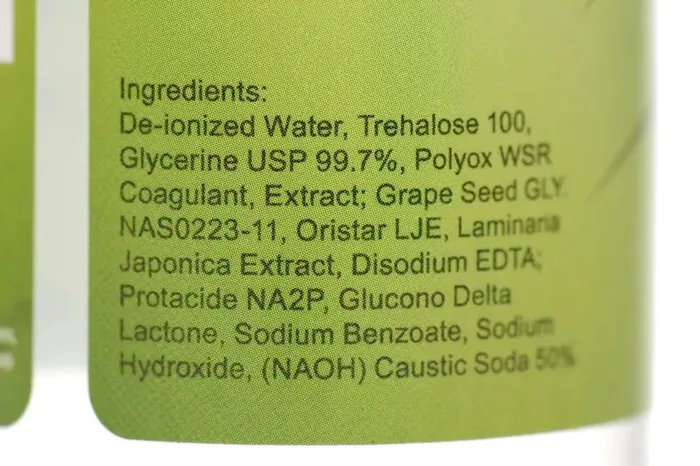 Ingredients:
De-ionized Water, Trehalose 100,
Glycerine USP 99.7%, Polyox WSR
Coagulant, Extract; Grape Seed GLY.
NAS0223-11, Oristar LJE, Laminaria
Japonica Extract, Disodium EDTA;
Protacide NA2P, Glucono Delta
Lactone, Sodium Benzoate, Sodium
Hydroxide, (NAOH) Caustic Soda 50%